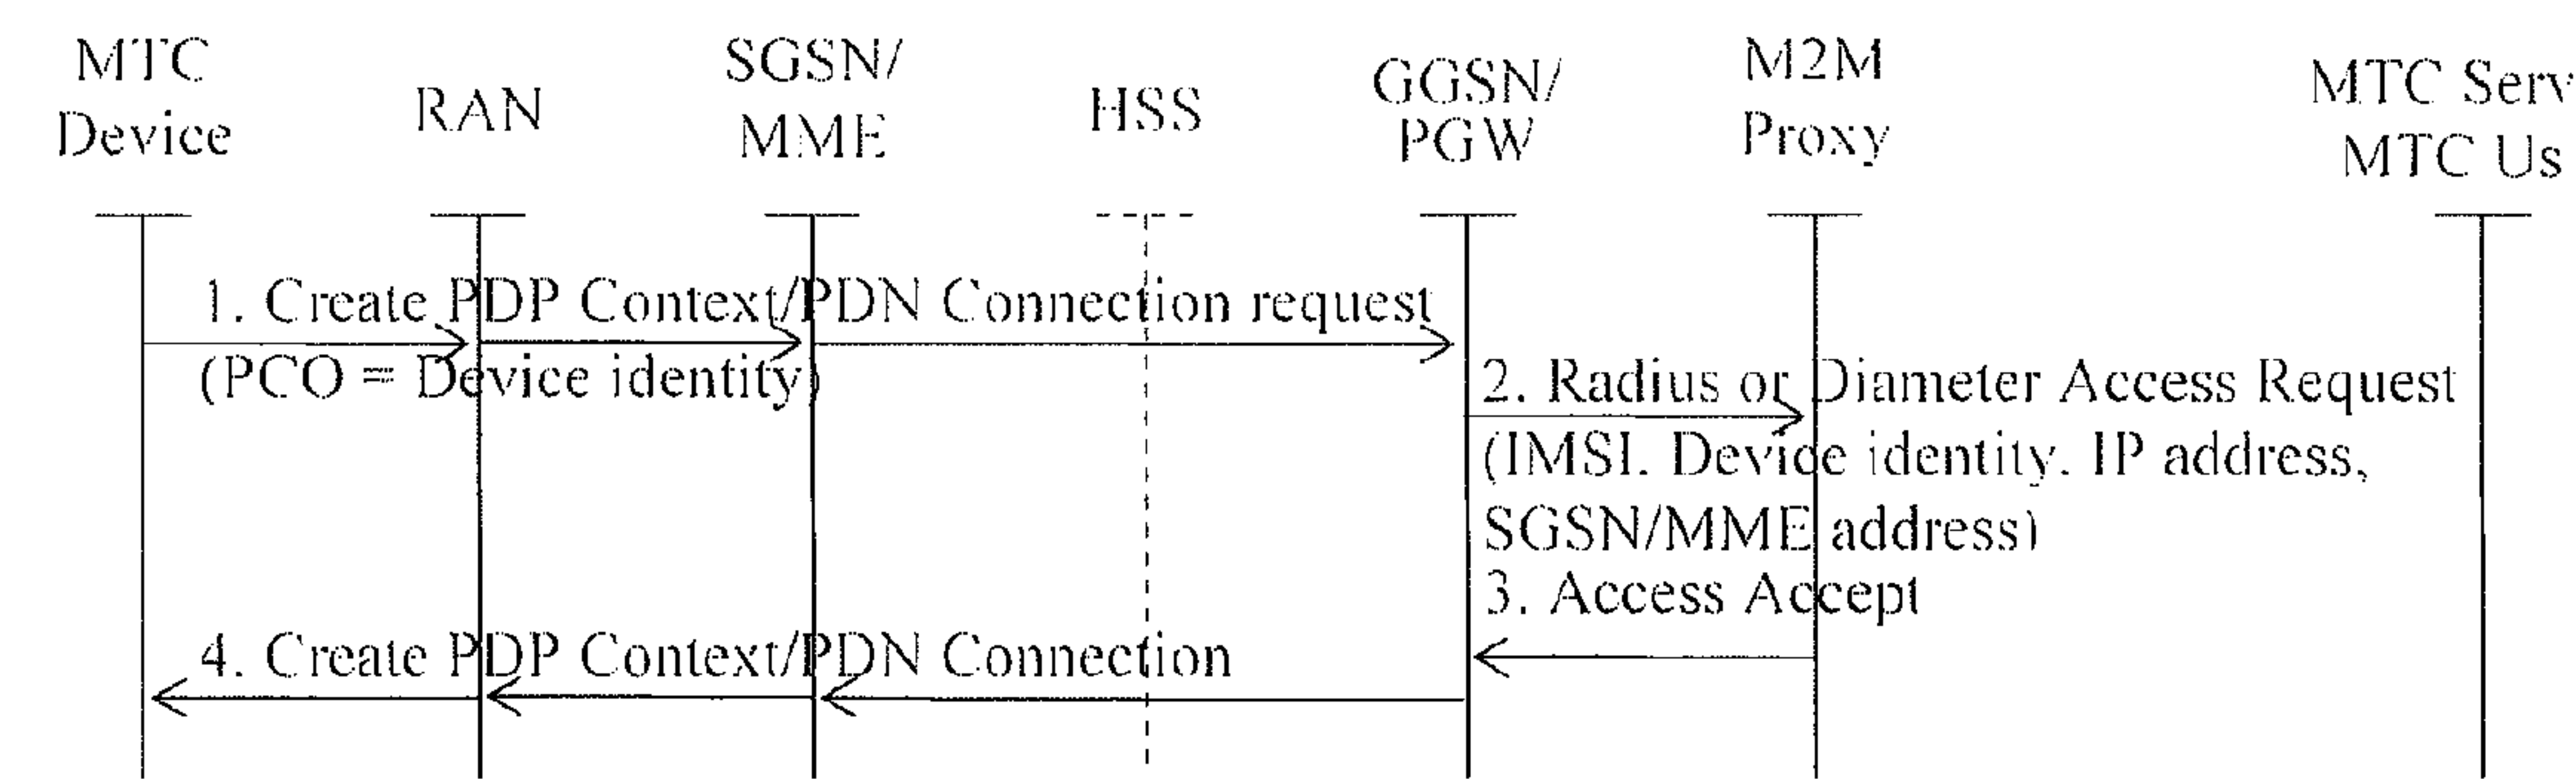 MTC
Device
RAN
SGSN/
MME
HSS
GGSN/
PGW
M2M
Proxy
MTC Serv
MTC Us
1. Create PDP Context/PDN Connection request
(PCO = Device identity)
2. Radius or Diameter Access Request
(IMSI. Device identity. IP address,
SGSN/MME address)
3. Access Accept
4. Create PDP Context/PDN Connection